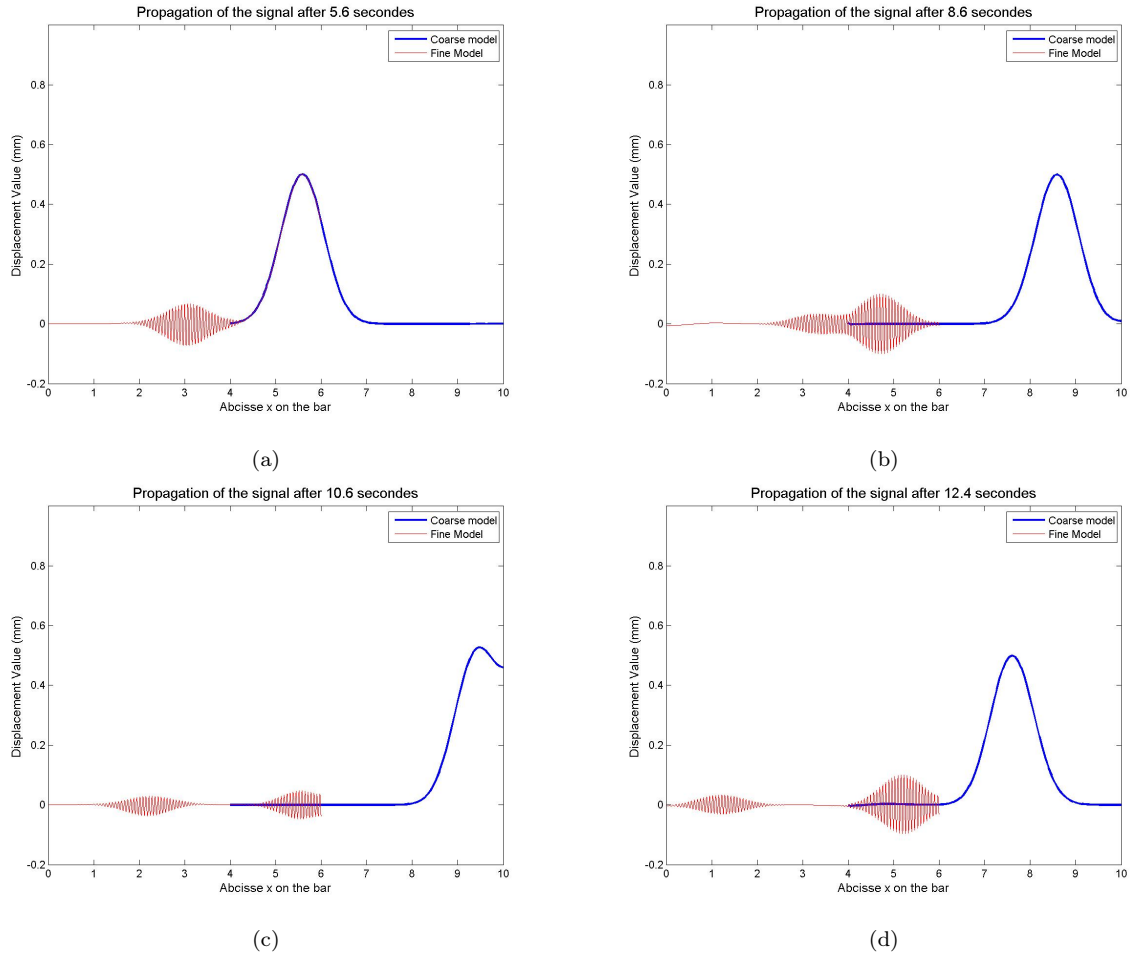 Propagation of the signal after 5.6 secondes
Coarse model
Fine Model
Displacement Value (mm)
0.8
0.6
0.4
0.2
0
-0.2
0 1 2 3 4 5 6 7 8 9 10
Abcisse x on the bar
(a)
Propagation of the signal after 8.6 secondes
Coarse model
Fine Model
Displacement Value (mm)
0.8
0.6
0.4
0.2
0
-0.2
0 1 2 3 4 5 6 7 8 9 10
Abcisse x on the bar
(b)
Propagation of the signal after 10.6 secondes
Coarse model
Fine Model
Displacement Value (mm)
0.8
0.6
0.4
0.2
0
-0.2
0 1 2 3 4 5 6 7 8 9 10
Abcisse x on the bar
(c)
Propagation of the signal after 12.4 secondes
Coarse model
Fine Model
Displacement Value (mm)
0.8
0.6
0.4
0.2
0
-0.2
0 1 2 3 4 5 6 7 8 9 10
Abcisse x on the bar
(d)